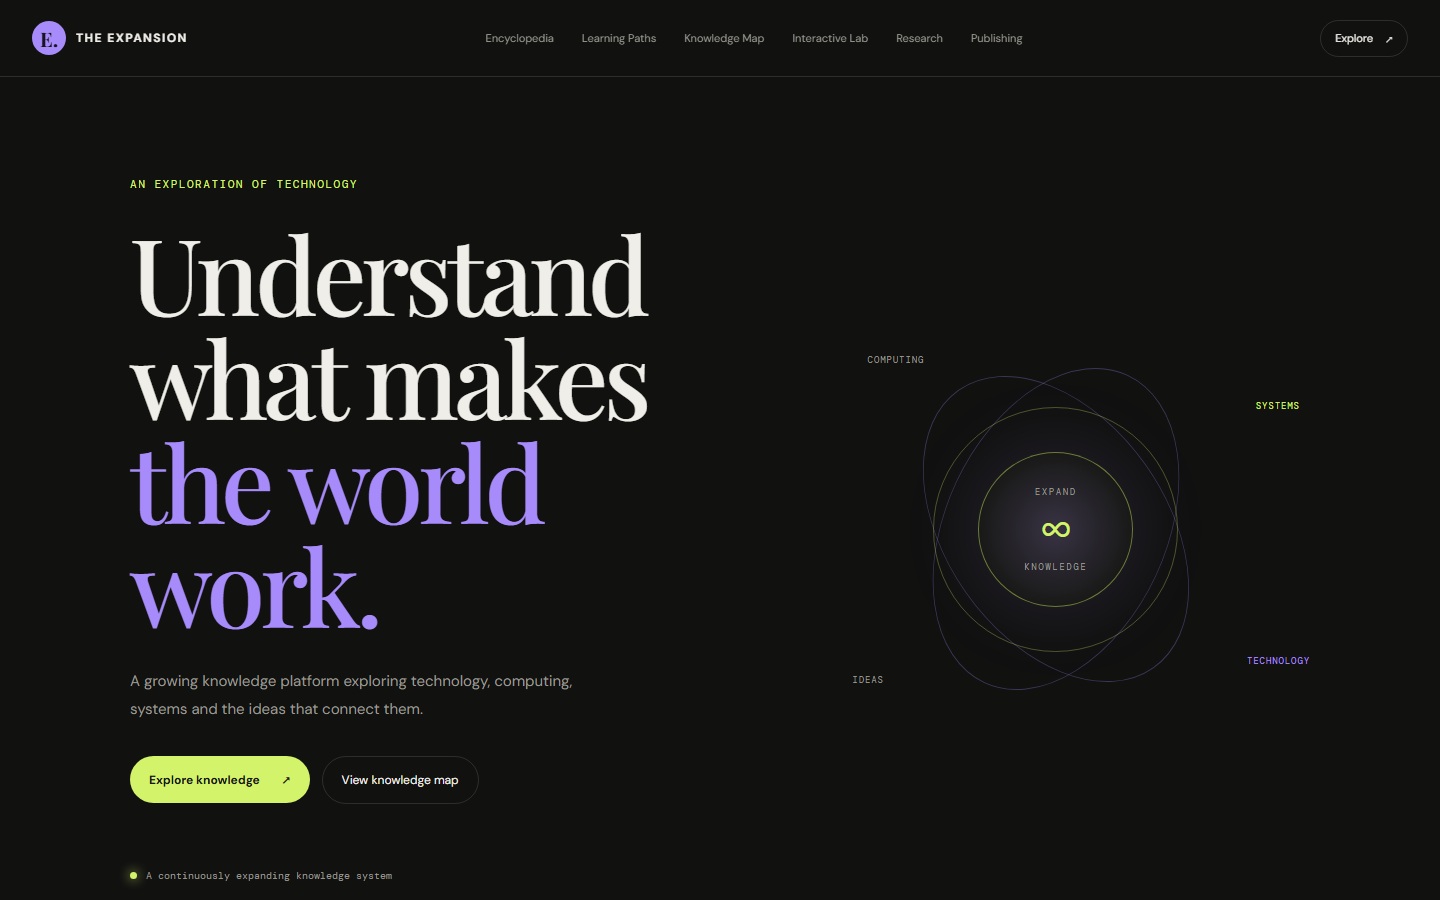 E. THE EXPANSION
Encyclopedia Learning Paths Knowledge Map Interactive Lab Research Publishing
Explore ↗
AN EXPLORATION OF TECHNOLOGY
Understand
what makes
the world
work.
A growing knowledge platform exploring technology, computing,
systems and the ideas that connect them.
Explore knowledge ↗
View knowledge map
A continuously expanding knowledge system
COMPUTING
SYSTEMS
EXPAND
∞
KNOWLEDGE
TECHNOLOGY
IDEAS